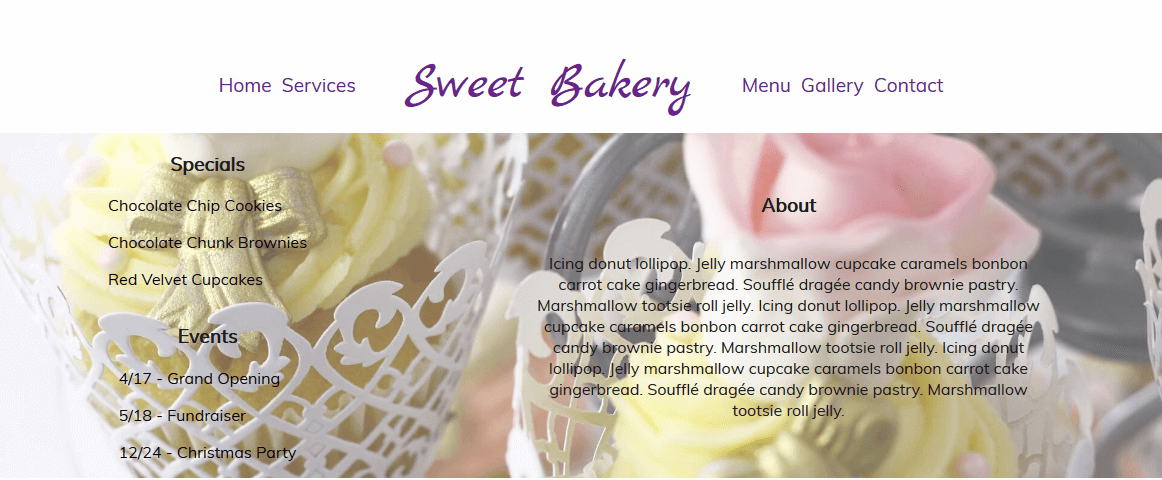 Home Services Sweet Bakery Menu Gallery Contact
Specials
Chocolate Chip Cookies
Chocolate Chunk Brownies
Red Velvet Cupcakes
Events
4/17 - Grand Opening
5/18 - Fundraiser
12/24 - Christmas Party
About
Icing donut lollipop. Jelly marshmallow cupcake caramels bonbon
carrot cake gingerbread. Soufflé dragée candy brownie pastry.
Marshmallow tootsie roll jelly. Icing donut lollipop. Jelly marshmallow
cupcake caramels bonbon carrot cake gingerbread. Soufflé dragée
candy brownie pastry. Marshmallow tootsie roll jelly. Icing donut
lollipop. Jelly marshmallow cupcake caramels bonbon carrot cake
gingerbread. Soufflé dragée candy brownie pastry. Marshmallow
tootsie roll jelly.